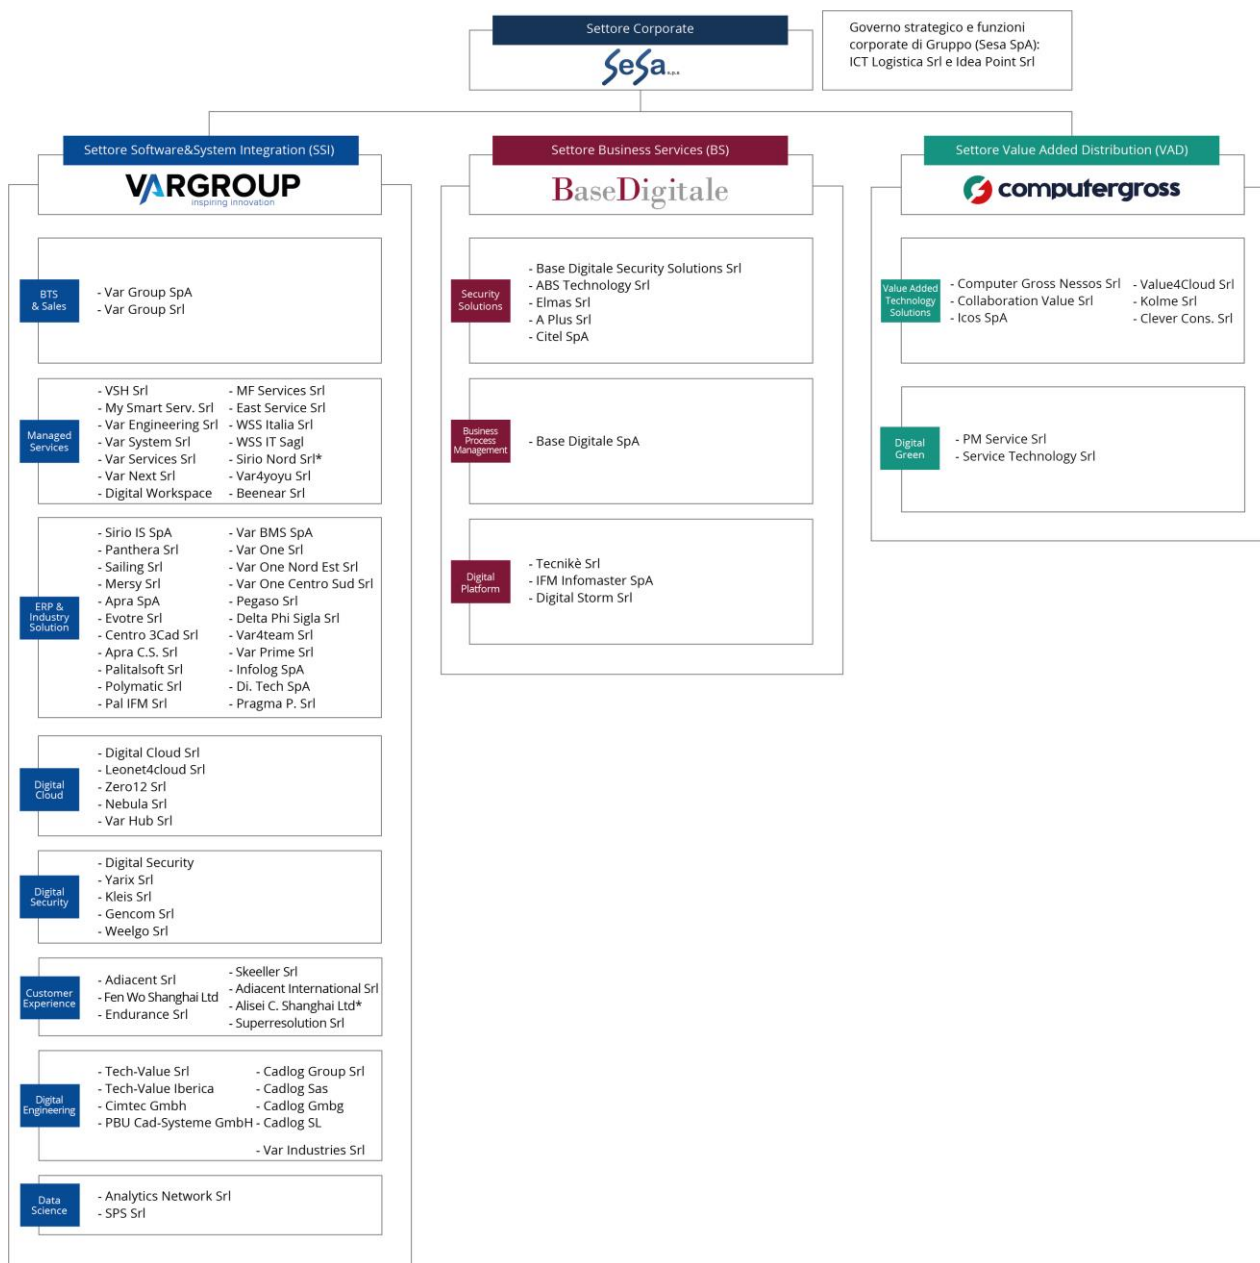 Settore Corporate
SeSa S.p.A.
Governo strategico e funzioni
corporate di Gruppo (Sesa SpA):
ICT Logistica Srl e Idea Point Srl
Settore Software&System Integration (SSI)
VARGROUP
inspiring innovation
BTS
& Sales
- Var Group SpA
- Var Group Srl
Managed
Services
- VSH Srl
- My Smart Serv. Srl
- Var Engineering Srl
- Var System Srl
- Var Services Srl
- Var Next Srl
- Digital Workspace
- MF Services Srl
- East Service Srl
- WSS Italia Srl
- WSS IT Sagl
- Sirio Nord Srl*
- Var4yoyu Srl
- Beenear Srl
ERP &
Industry
Solution
- Sirio IS SpA
- Panthera Srl
- Sailing Srl
- Mersy Srl
- Apra SpA
- Evotre Srl
- Centro 3Cad Srl
- Apra C.S. Srl
- Palitalsoft Srl
- Polymatic Srl
- Pal IFM Srl
- Var BMS SpA
- Var One Srl
- Var One Nord Est Srl
- Var One Centro Sud Srl
- Pegaso Srl
- Delta Phi Sigla Srl
- Var4team Srl
- Var Prime Srl
- Infolog SpA
- Di. Tech SpA
- Pragma P. Srl
Digital
Cloud
- Digital Cloud Srl
- Leonet4cloud Srl
- Zero12 Srl
- Nebula Srl
- Var Hub Srl
Digital
Security
- Digital Security
- Yarix Srl
- Kleis Srl
- Gencom Srl
- Weelgo Srl
Customer
Experience
- Adiacent Srl
- Fen Wo Shanghai Ltd
- Endurance Srl
- Skeeller Srl
- Adiacent International Srl
- Alisei C. Shanghai Ltd*
- Superresolution Srl
Digital
Engineering
- Tech-Value Srl
- Tech-Value Iberica
- Cimtec Gmbh
- PBU Cad-Systeme GmbH
- Cadlog Group Srl
- Cadlog Sas
- Cadlog Gmbg
- Cadlog SL
- Var Industries Srl
Data
Science
- Analytics Network Srl
- SPS Srl
Settore Business Services (BS)
BaseDigitale
Security
Solutions
- Base Digitale Security Solutions Srl
- ABS Technology Srl
- Elmas Srl
- A Plus Srl
- Citel SpA
Business
Process
Management
- Base Digitale SpA
Digital
Platform
- Tecnikè Srl
- IFM Infomaster SpA
- Digital Storm Srl
Settore Value Added Distribution (VAD)
computergross
Value Added
Technology
Solutions
- Computer Gross Nessos Srl
- Collaboration Value Srl
- Icos SpA
- Value4Cloud Srl
- Kolme Srl
- Clever Cons. Srl
Digital
Green
- PM Service Srl
- Service Technology Srl